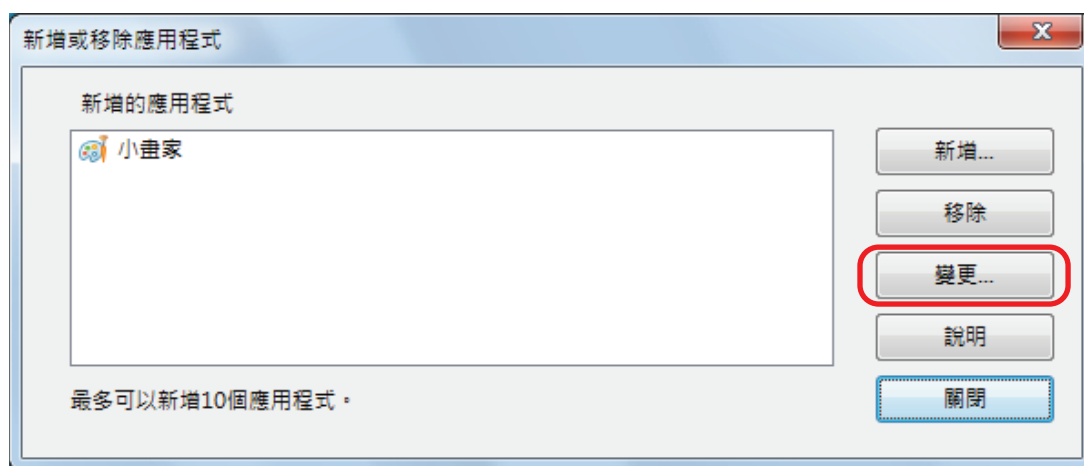 新增或移除應用程式
新增的應用程式
小畫家
新增...
移除
變更...
說明
關閉
最多可以新增10個應用程式。